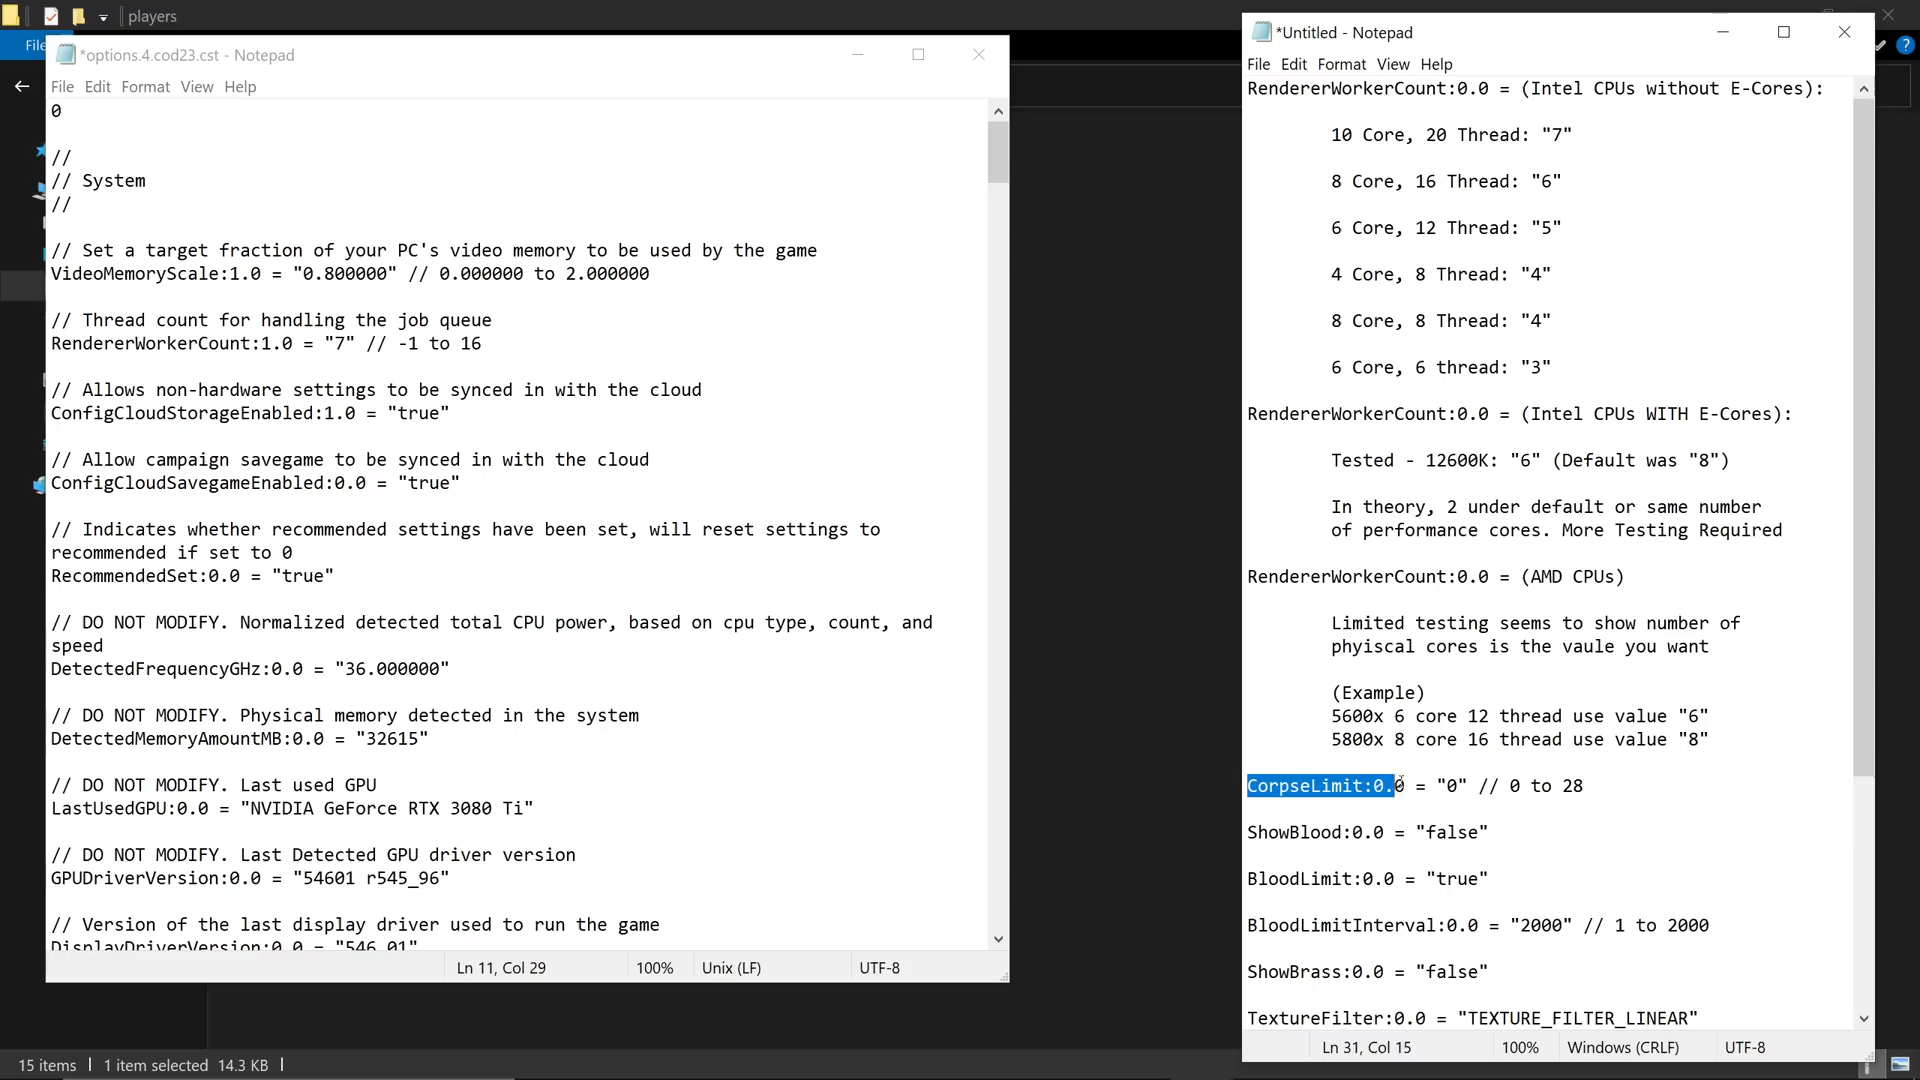 players
File
*options.4.cod23.cst - Notepad
File Edit Format View Help
0
//
// System
//
// Set a target fraction of your PC's video memory to be used by the game
VideoMemoryScale:1.0 = "0.800000" // 0.000000 to 2.000000
// Thread count for handling the job queue
RendererWorkerCount:1.0 = "7" // -1 to 16
// Allows non-hardware settings to be synced in with the cloud
ConfigCloudStorageEnabled:1.0 = "true"
// Allow campaign savegame to be synced in with the cloud
ConfigCloudSavegameEnabled:0.0 = "true"
// Indicates whether recommended settings have been set, will reset settings to
recommended if set to 0
RecommendedSet:0.0 = "true"
// DO NOT MODIFY. Normalized detected total CPU power, based on cpu type, count, and
speed
DetectedFrequencyGHz:0.0 = "36.000000"
// DO NOT MODIFY. Physical memory detected in the system
DetectedMemoryAmountMB:0.0 = "32615"
// DO NOT MODIFY. Last used GPU
LastUsedGPU:0.0 = "NVIDIA GeForce RTX 3080 Ti"
// DO NOT MODIFY. Last Detected GPU driver version
GPUDriverVersion:0.0 = "54601 r545_96"
// Version of the last display driver used to run the game
DisplayDriverVersion:0.0 = "546.01"
Ln 11, Col 29 100% Unix (LF) UTF-8
*Untitled - Notepad
File Edit Format View Help
RendererWorkerCount:0.0 = (Intel CPUs without E-Cores):
10 Core, 20 Thread: "7"
8 Core, 16 Thread: "6"
6 Core, 12 Thread: "5"
4 Core, 8 Thread: "4"
8 Core, 8 Thread: "4"
6 Core, 6 thread: "3"
RendererWorkerCount:0.0 = (Intel CPUs WITH E-Cores):
Tested - 12600K: "6" (Default was "8")
In theory, 2 under default or same number
of performance cores. More Testing Required
RendererWorkerCount:0.0 = (AMD CPUs)
Limited testing seems to show number of
phyiscal cores is the vaule you want
(Example)
5600x 6 core 12 thread use value "6"
5800x 8 core 16 thread use value "8"
CorpseLimit:0.0 = "0" // 0 to 28
ShowBlood:0.0 = "false"
BloodLimit:0.0 = "true"
BloodLimitInterval:0.0 = "2000" // 1 to 2000
ShowBrass:0.0 = "false"
TextureFilter:0.0 = "TEXTURE_FILTER_LINEAR"
Ln 31, Col 15 100% Windows (CRLF) UTF-8
15 items 1 item selected 14.3 KB